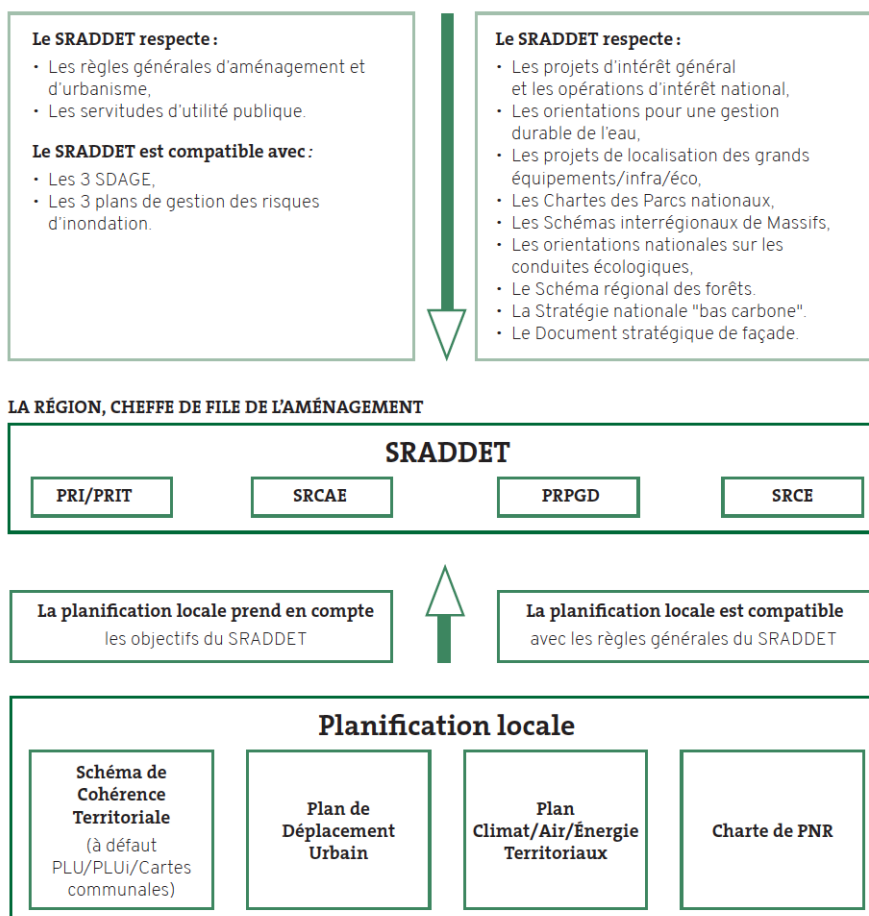 Le SRADDET respecte :
• Les règles générales d'aménagement et
d'urbanisme,
• Les servitudes d'utilité publique.
Le SRADDET est compatible avec :
• Les 3 SDAGE,
• Les 3 plans de gestion des risques
d'inondation.
Le SRADDET respecte :
• Les projets d'intérêt général
et les opérations d'intérêt national,
• Les orientations pour une gestion
durable de l'eau,
• Les projets de localisation des grands
équipements/infra/éco,
• Les Chartes des Parcs nationaux,
• Les Schémas interrégionaux de Massifs,
• Les orientations nationales sur les
conduites écologiques,
• Le Schéma régional des forêts.
• La Stratégie nationale "bas carbone".
• Le Document stratégique de façade.
LA RÉGION, CHEFFE DE FILE DE L'AMÉNAGEMENT
SRADDET
PRI/PRIT
SRCAE
PRPGD
SRCE
La planification locale prend en compte
les objectifs du SRADDET
La planification locale est compatible
avec les règles générales du SRADDET
Planification locale
Schéma de
Cohérence
Territoriale
(à défaut
PLU/PLUi/Cartes
communales)
Plan de
Déplacement
Urbain
Plan
Climat/Air/Énergie
Territoriaux
Charte de PNR